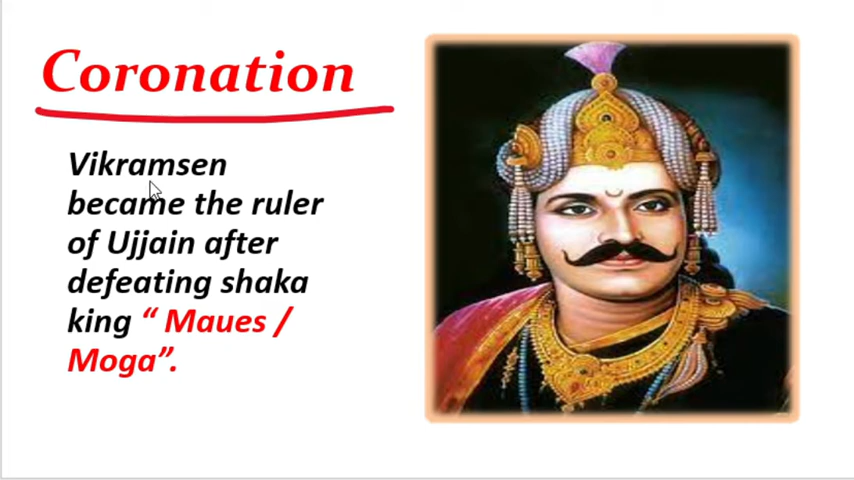 Coronation
Vikramsen
became the ruler
of Ujjain after
defeating shaka
king “ Maues /
Moga”.